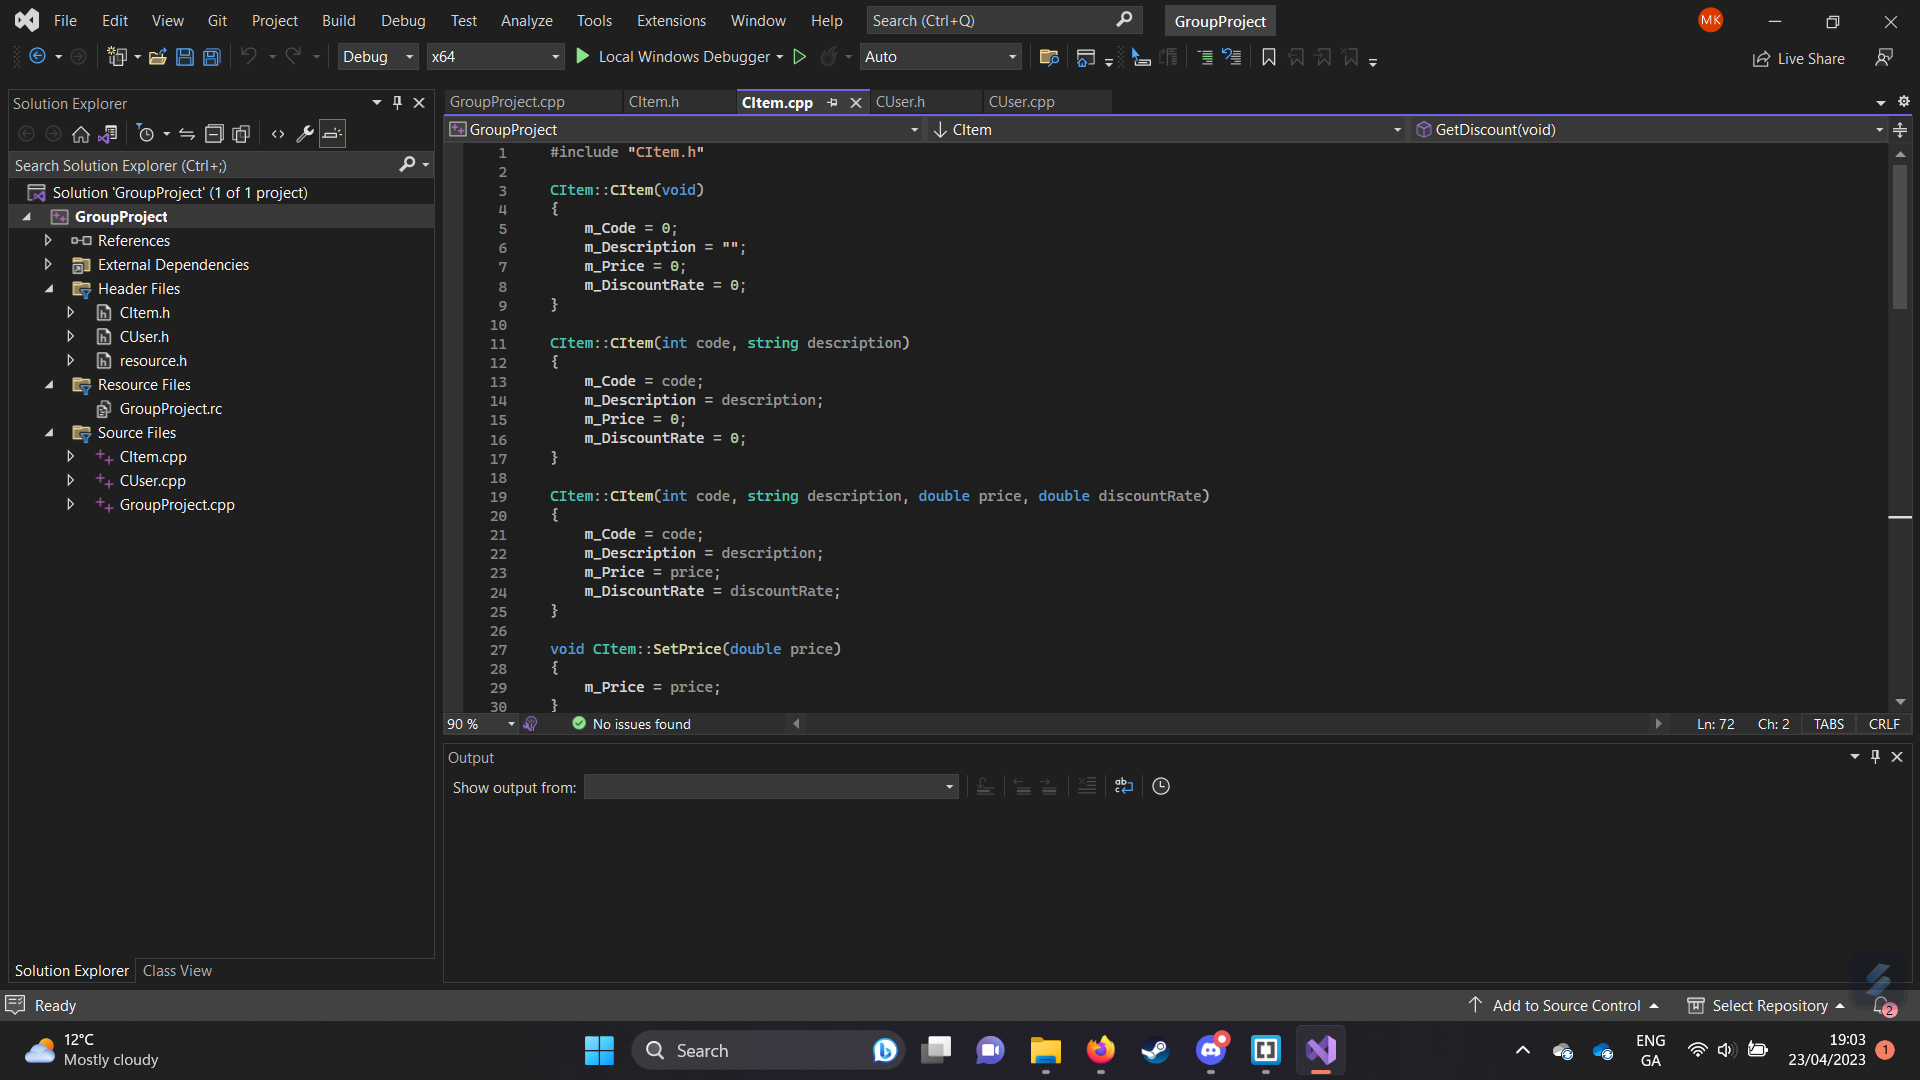 File Edit View Git Project Build Debug Test Analyze Tools Extensions Window Help Search (Ctrl+Q) GroupProject MK
Debug x64 Local Windows Debugger Auto Live Share
Solution Explorer
Search Solution Explorer (Ctrl+;)
Solution 'GroupProject' (1 of 1 project)
GroupProject
References
External Dependencies
Header Files
CItem.h
CUser.h
resource.h
Resource Files
GroupProject.rc
Source Files
CItem.cpp
CUser.cpp
GroupProject.cpp
Solution Explorer Class View
GroupProject.cpp CItem.h CItem.cpp CUser.h CUser.cpp
GroupProject CItem GetDiscount(void)
1 #include "CItem.h"
2
3 CItem::CItem(void)
4 {
5 m_Code = 0;
6 m_Description = "";
7 m_Price = 0;
8 m_DiscountRate = 0;
9 }
10
11 CItem::CItem(int code, string description)
12 {
13 m_Code = code;
14 m_Description = description;
15 m_Price = 0;
16 m_DiscountRate = 0;
17 }
18
19 CItem::CItem(int code, string description, double price, double discountRate)
20 {
21 m_Code = code;
22 m_Description = description;
23 m_Price = price;
24 m_DiscountRate = discountRate;
25 }
26
27 void CItem::SetPrice(double price)
28 {
29 m_Price = price;
30 }
90 % No issues found Ln: 72 Ch: 2 TABS CRLF
Output
Show output from:
Ready Add to Source Control Select Repository 2
12°C
Mostly cloudy
Search
ENG
GA
19:03
23/04/2023
1